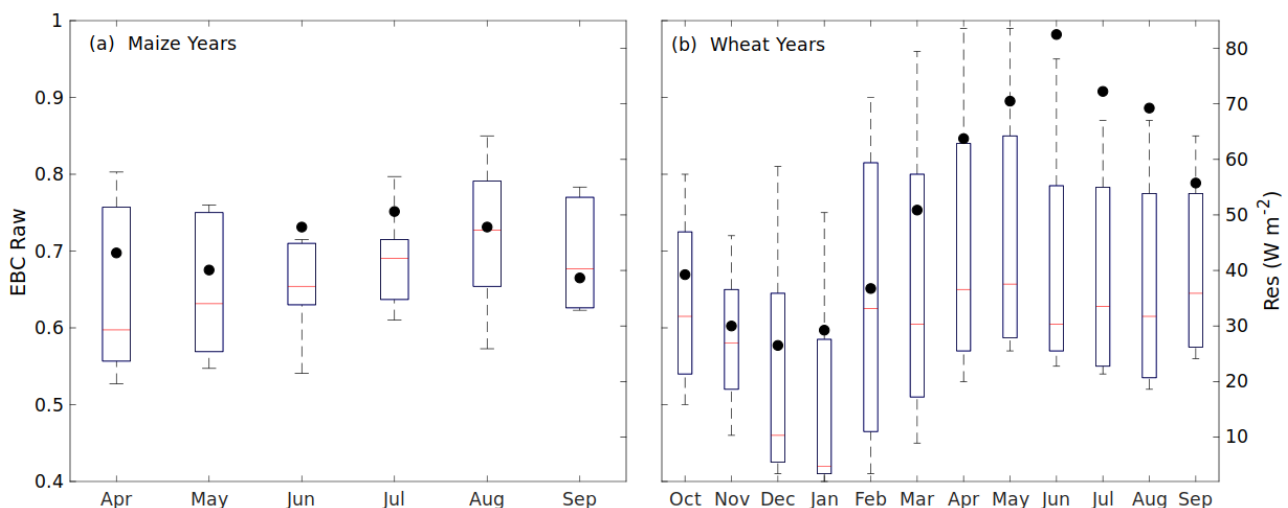 (a) Maize Years
EBC Raw
1
0.9
0.8
0.7
0.6
0.5
0.4
Apr May Jun Jul Aug Sep
(b) Wheat Years
80
70
60
50
40
30
20
10
Res (W m⁻²)
Oct Nov Dec Jan Feb Mar Apr May Jun Jul Aug Sep